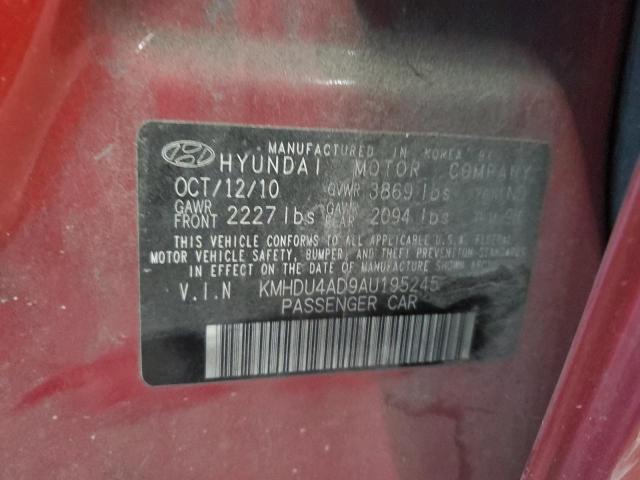 MANUFACTURED IN KOREA BY
HYUNDAI MOTOR COMPANY
OCT/12/10 GVWR 3869 lbs
GAWR FRONT 2227 lbs GAWR REAR 2094 lbs
THIS VEHICLE CONFORMS TO ALL APPLICABLE U.S.A. FEDERAL
MOTOR VEHICLE SAFETY, BUMPER, AND THEFT PREVENTION STANDARDS
IN EFFECT ON THE DATE OF MANUFACTURE SHOWN ABOVE
V.I.N KMHDU4AD9AU195245
PASSENGER CAR